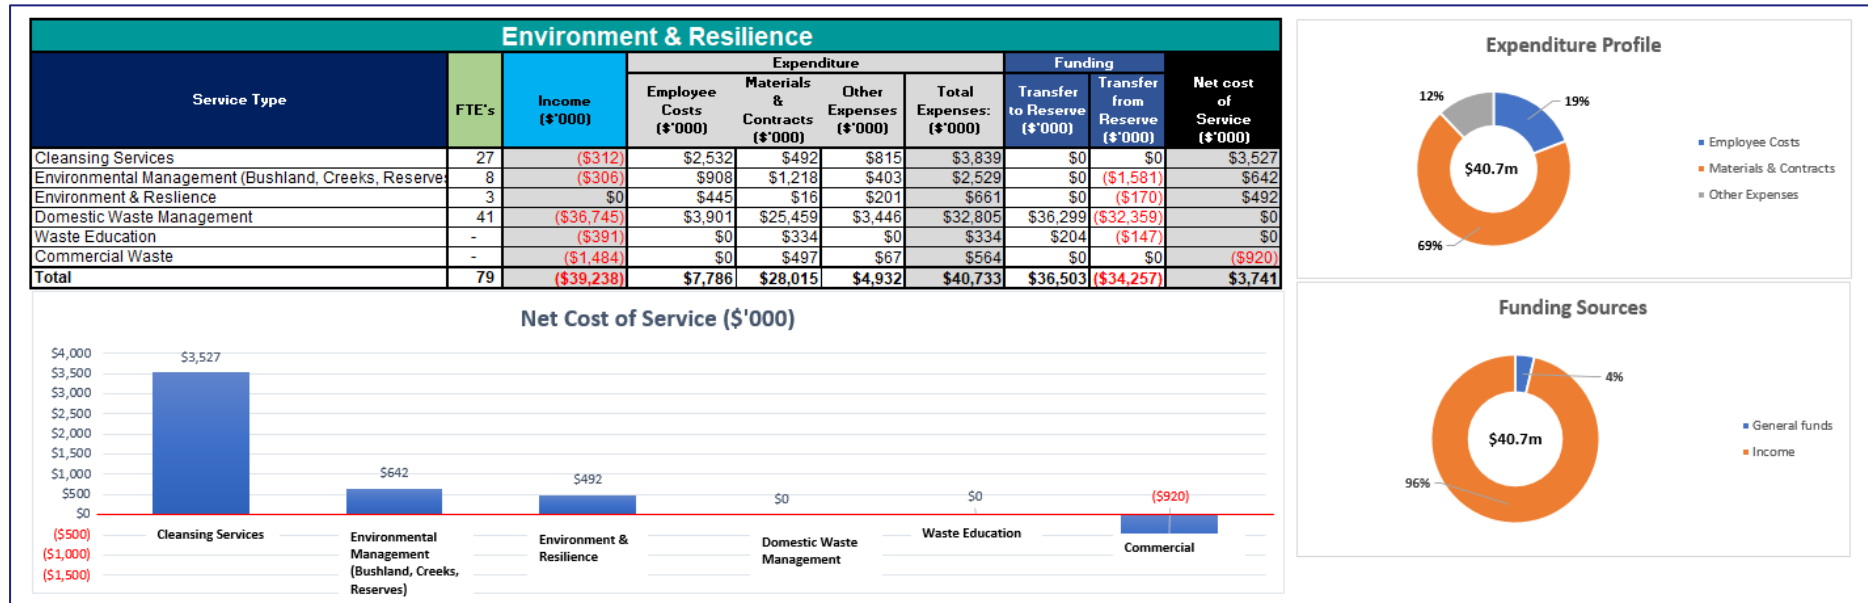 Environment & Resilience
Service Type FTE's Income ($'000) Expenditure Funding Net cost of Service ($'000)
Employee Costs ($'000) Materials & Contracts ($'000) Other Expenses ($'000) Total Expenses: ($'000) Transfer to Reserve ($'000) Transfer from Reserve ($'000)
Cleansing Services 27 ($312) $2,532 $492 $815 $3,839 $0 $0 $3,527
Environmental Management (Bushland, Creeks, Reserve 8 ($306) $908 $1,218 $403 $2,529 $0 ($1,581) $642
Environment & Reslience 3 $0 $445 $16 $201 $661 $0 ($170) $492
Domestic Waste Management 41 ($36,745) $3,901 $25,459 $3,446 $32,805 $36,299 ($32,359) $0
Waste Education - ($391) $0 $334 $0 $334 $204 ($147) $0
Commercial Waste - ($1,484) $0 $497 $67 $564 $0 $0 ($920)
Total 79 ($39,238) $7,786 $28,015 $4,932 $40,733 $36,503 ($34,257) $3,741
Net Cost of Service ($'000)
$4,000
$3,500
$3,000
$2,500
$2,000
$1,500
$1,000
$500
$0
($500)
($1,000)
($1,500)
$3,527
$642
$492
$0
$0
($920)
Cleansing Services
Environmental
Management
(Bushland, Creeks,
Reserves)
Environment &
Resilience
Domestic Waste
Management
Waste Education
Commercial
Expenditure Profile
12%
19%
$40.7m
69%
Employee Costs
Materials & Contracts
Other Expenses
Funding Sources
4%
$40.7m
96%
General funds
Income